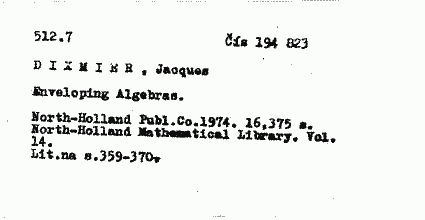 512.7 Čís 194 823
D I X M I E R , Jacques
Enveloping Algebras.
North-Holland Publ.Co.1974. 16,375 s.
North-Holland Mathematical Library. Vol.
14.
Lit.na s.359-370.